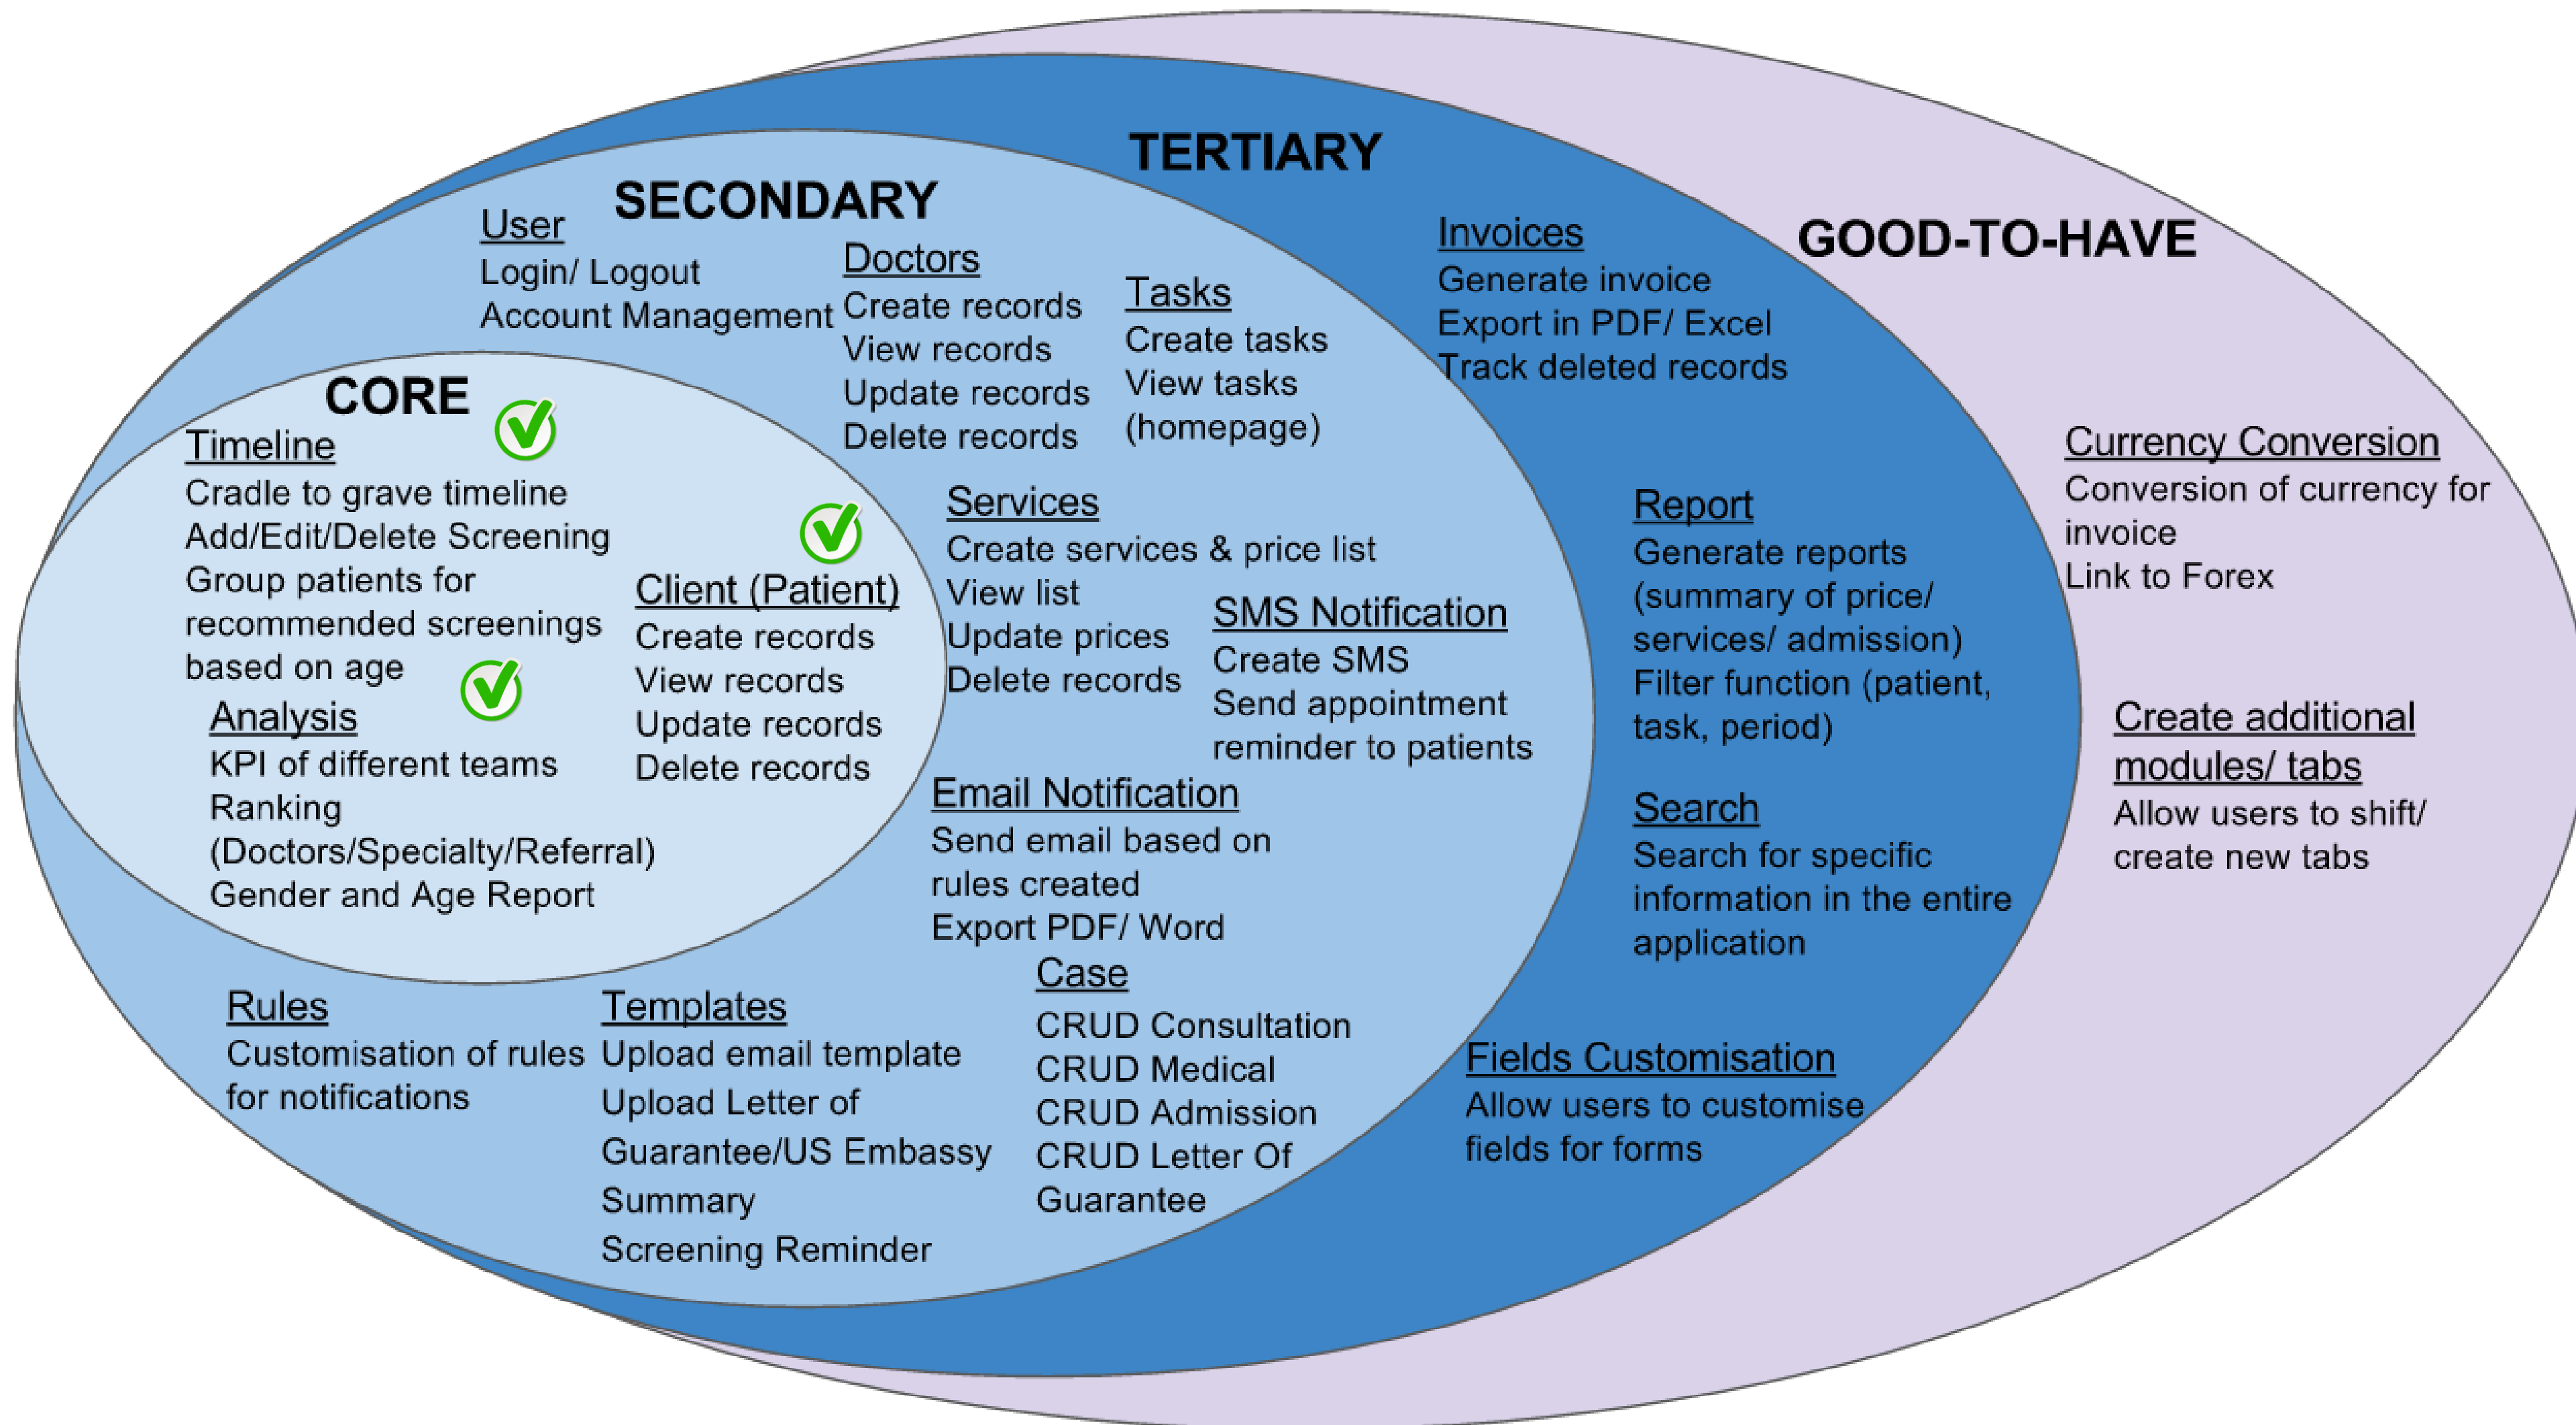 CORE
Timeline
Cradle to grave timeline
Add/Edit/Delete Screening
Group patients for
recommended screenings
based on age
Analysis
KPI of different teams
Ranking
(Doctors/Specialty/Referral)
Gender and Age Report
Client (Patient)
Create records
View records
Update records
Delete records
SECONDARY
User
Login/ Logout
Account Management
Doctors
Create records
View records
Update records
Delete records
Tasks
Create tasks
View tasks
(homepage)
Services
Create services & price list
View list
Update prices
Delete records
SMS Notification
Create SMS
Send appointment
reminder to patients
Email Notification
Send email based on
rules created
Export PDF/ Word
Rules
Customisation of rules
for notifications
Templates
Upload email template
Upload Letter of
Guarantee/US Embassy
Summary
Screening Reminder
Case
CRUD Consultation
CRUD Medical
CRUD Admission
CRUD Letter Of
Guarantee
TERTIARY
Invoices
Generate invoice
Export in PDF/ Excel
Track deleted records
Report
Generate reports
(summary of price/
services/ admission)
Filter function (patient,
task, period)
Search
Search for specific
information in the entire
application
Fields Customisation
Allow users to customise
fields for forms
GOOD-TO-HAVE
Currency Conversion
Conversion of currency for
invoice
Link to Forex
Create additional
modules/ tabs
Allow users to shift/
create new tabs